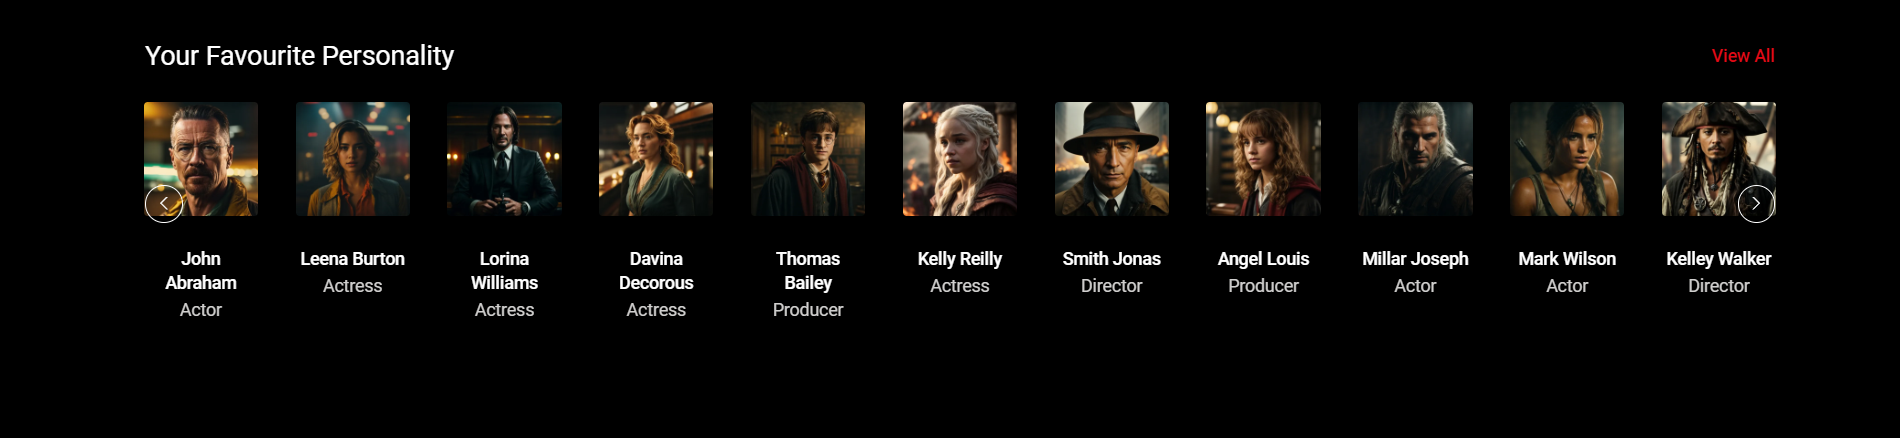 Your Favourite Personality
View All
John
Abraham
Actor
Leena Burton
Actress
Lorina
Williams
Actress
Davina
Decorous
Actress
Thomas
Bailey
Producer
Kelly Reilly
Actress
Smith Jonas
Director
Angel Louis
Producer
Millar Joseph
Actor
Mark Wilson
Actor
Kelley Walker
Director